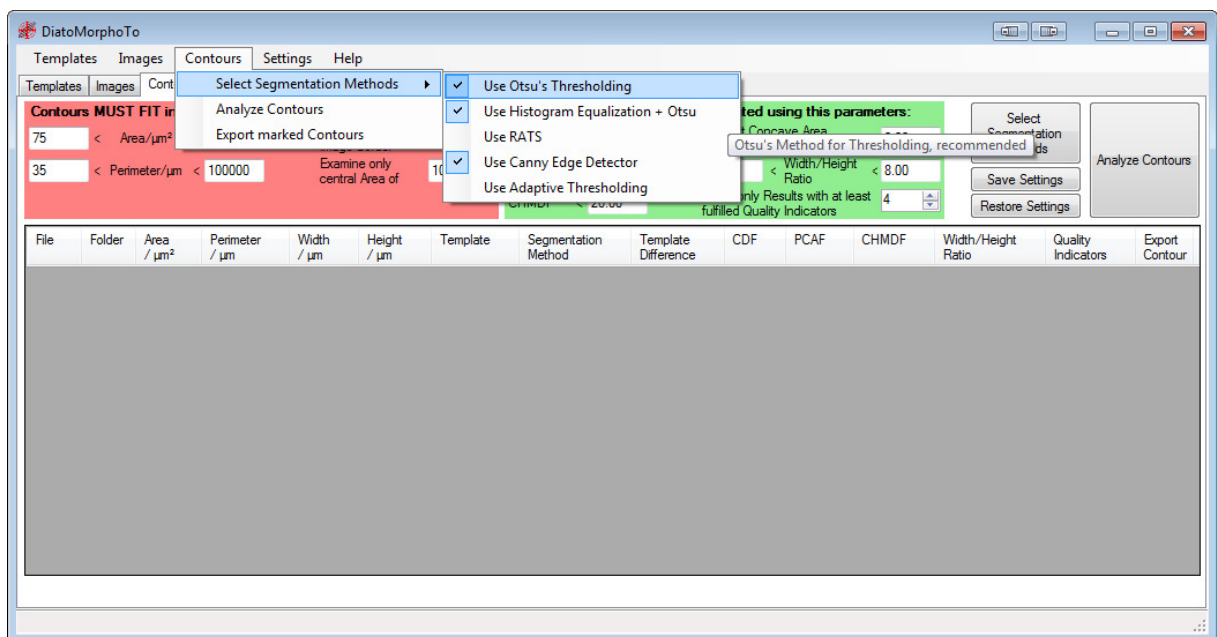 DiatoMorphoTo
Templates Images Contours Settings Help
Templates Images Cont
Select Segmentation Methods
Analyze Contours
Export marked Contours
Use Otsu's Thresholding
Use Histogram Equalization + Otsu
Use RATS
Use Canny Edge Detector
Use Adaptive Thresholding
Otsu's Method for Thresholding, recommended
Contours MUST FIT in
75 < Area/µm²
35 < Perimeter/µm < 100000
Examine only
central Area of
using this parameters:
Width/Height
Ratio
< 8.00
Results with at least
fulfilled Quality Indicators
4
Select
Save Settings
Restore Settings
Analyze Contours
File Folder Area / µm² Perimeter / µm Width / µm Height / µm Template Segmentation Method Template Difference CDF PCAF CHMDF Width/Height Ratio Quality Indicators Export Contour